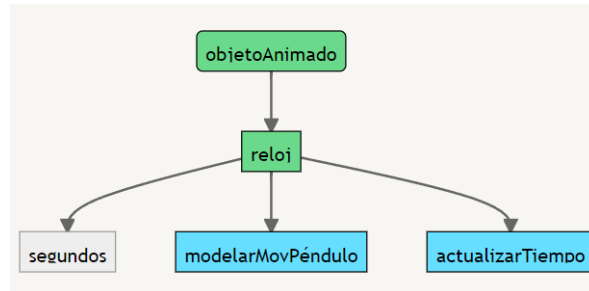 objetoAnimado
reloj
segundos
modelarMovPéndulo
actualizarTiempo